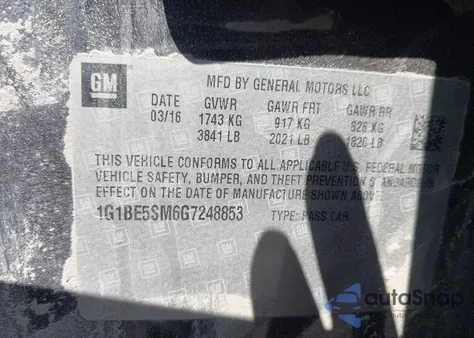 GM
MFD BY GENERAL MOTORS LLC
DATE GVWR GAWR FRT GAWR RR
03/16 1743 KG 917 KG 826 KG
3841 LB 2021 LB 1820 LB
THIS VEHICLE CONFORMS TO ALL APPLICABLE U.S. FEDERAL MOTOR
VEHICLE SAFETY, BUMPER, AND THEFT PREVENTION STANDARDS IN
EFFECT ON THE DATE OF MANUFACTURE SHOWN ABOVE.
1G1BE5SM6G7248853 TYPE: PASS CAR
autoSnap